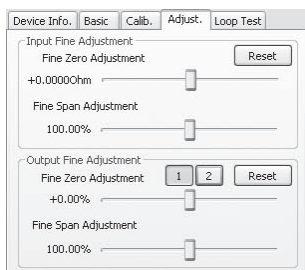 Device Info. Basic Calib. Adjust. Loop Test
Input Fine Adjustment
Fine Zero Adjustment Reset
+0.0000Ohm
Fine Span Adjustment
100.00%
Output Fine Adjustment
Fine Zero Adjustment 1 2 Reset
+0.00%
Fine Span Adjustment
100.00%